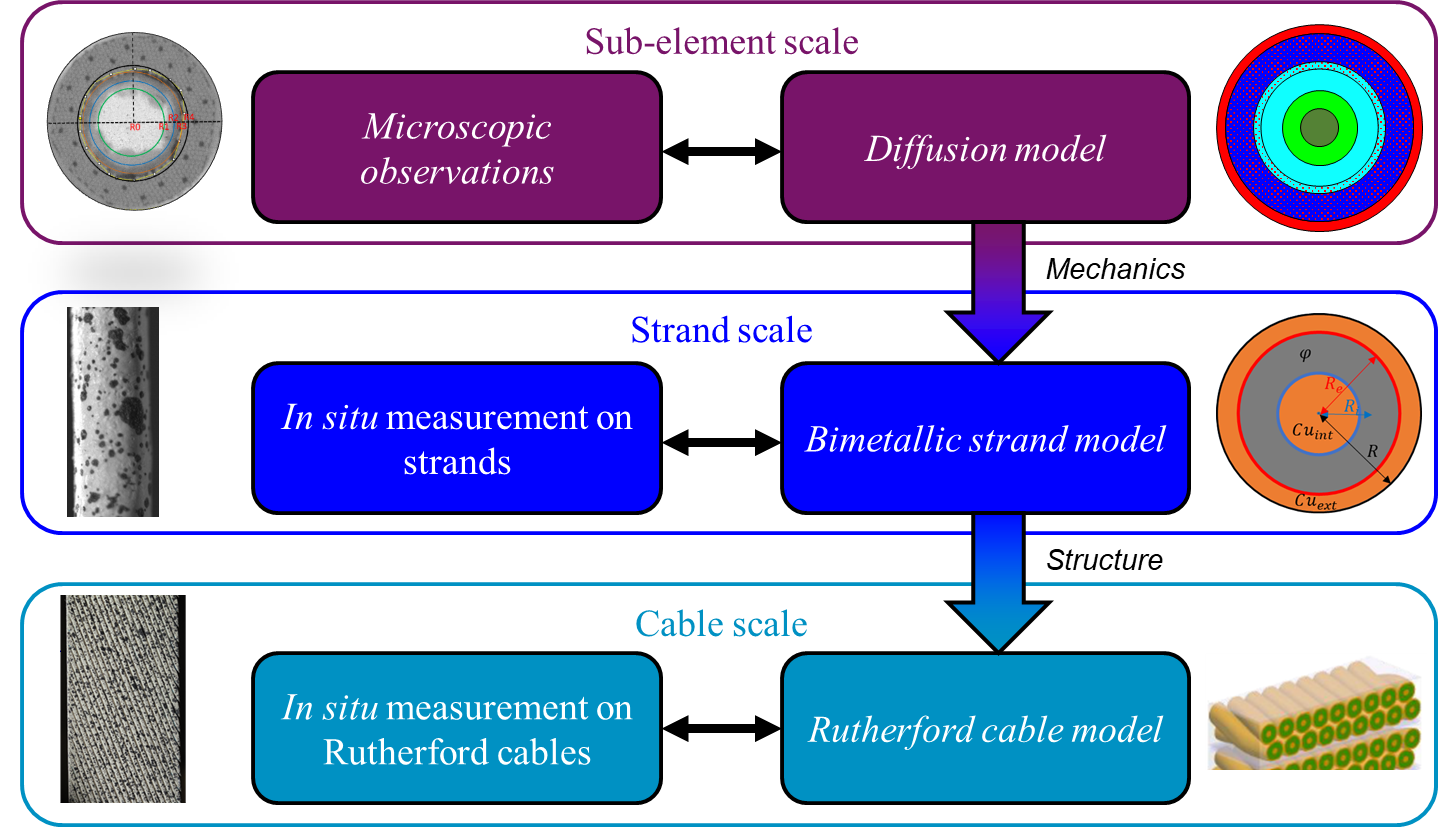 Sub-element scale
Microscopic
observations
Diffusion model
R0
Mechanics
Strand scale
In situ measurement on
strands
Bimetallic strand model
φ
R_e
Cu_int
R
Cu_ext
Structure
Cable scale
In situ measurement on
Rutherford cables
Rutherford cable model